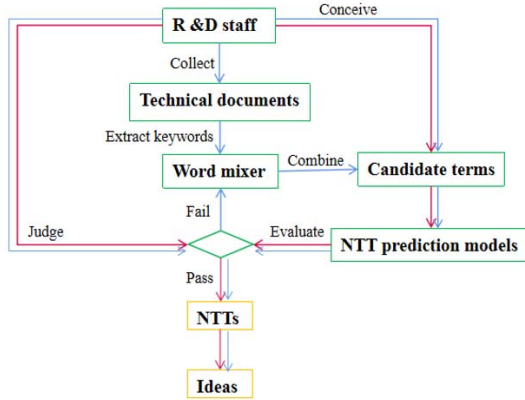 R &D staff
Conceive
Collect
Technical documents
Extract keywords
Word mixer
Combine
Candidate terms
Fail
Judge
Evaluate
NTT prediction models
Pass
NTTs
Ideas